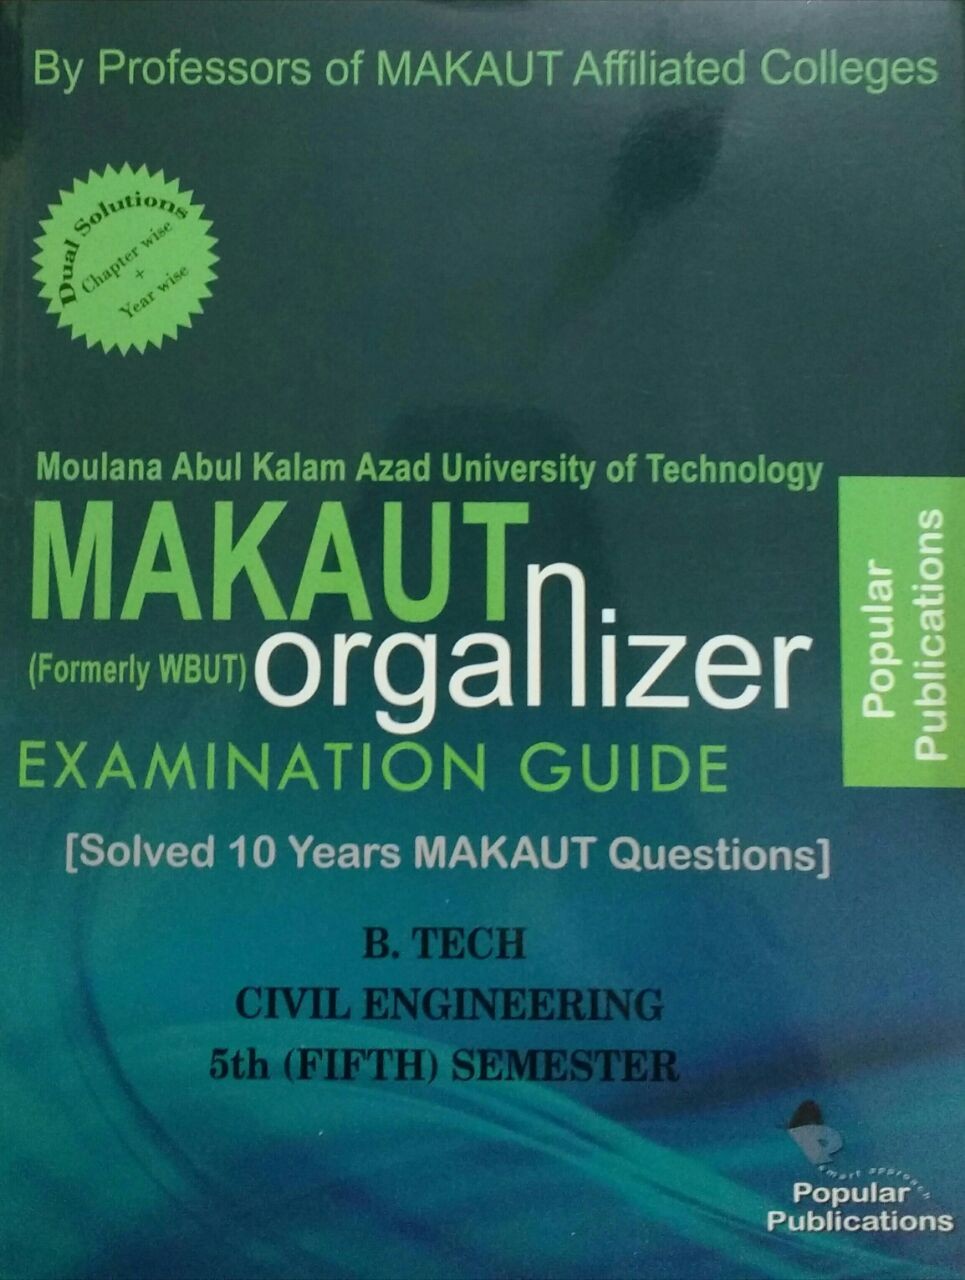 By Professors of MAKAUT Affiliated Colleges
Dual Solutions
Chapter wise
+
Year wise
Moulana Abul Kalam Azad University of Technology
MAKAUT
(Formerly WBUT)
organizer
EXAMINATION GUIDE
[Solved 10 Years MAKAUT Questions]
Popular
Publications
B. TECH
CIVIL ENGINEERING
5th (FIFTH) SEMESTER
smart approach
Popular
Publications